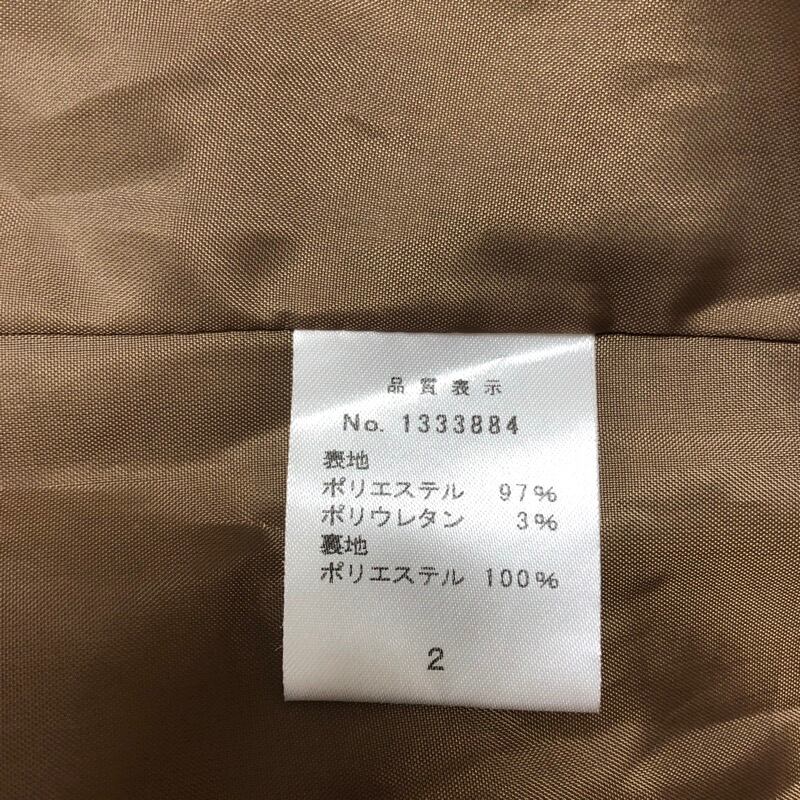 品質表示
No. 1333884
表地
ポリエステル 97%
ポリウレタン 3%
裏地
ポリエステル 100%
2